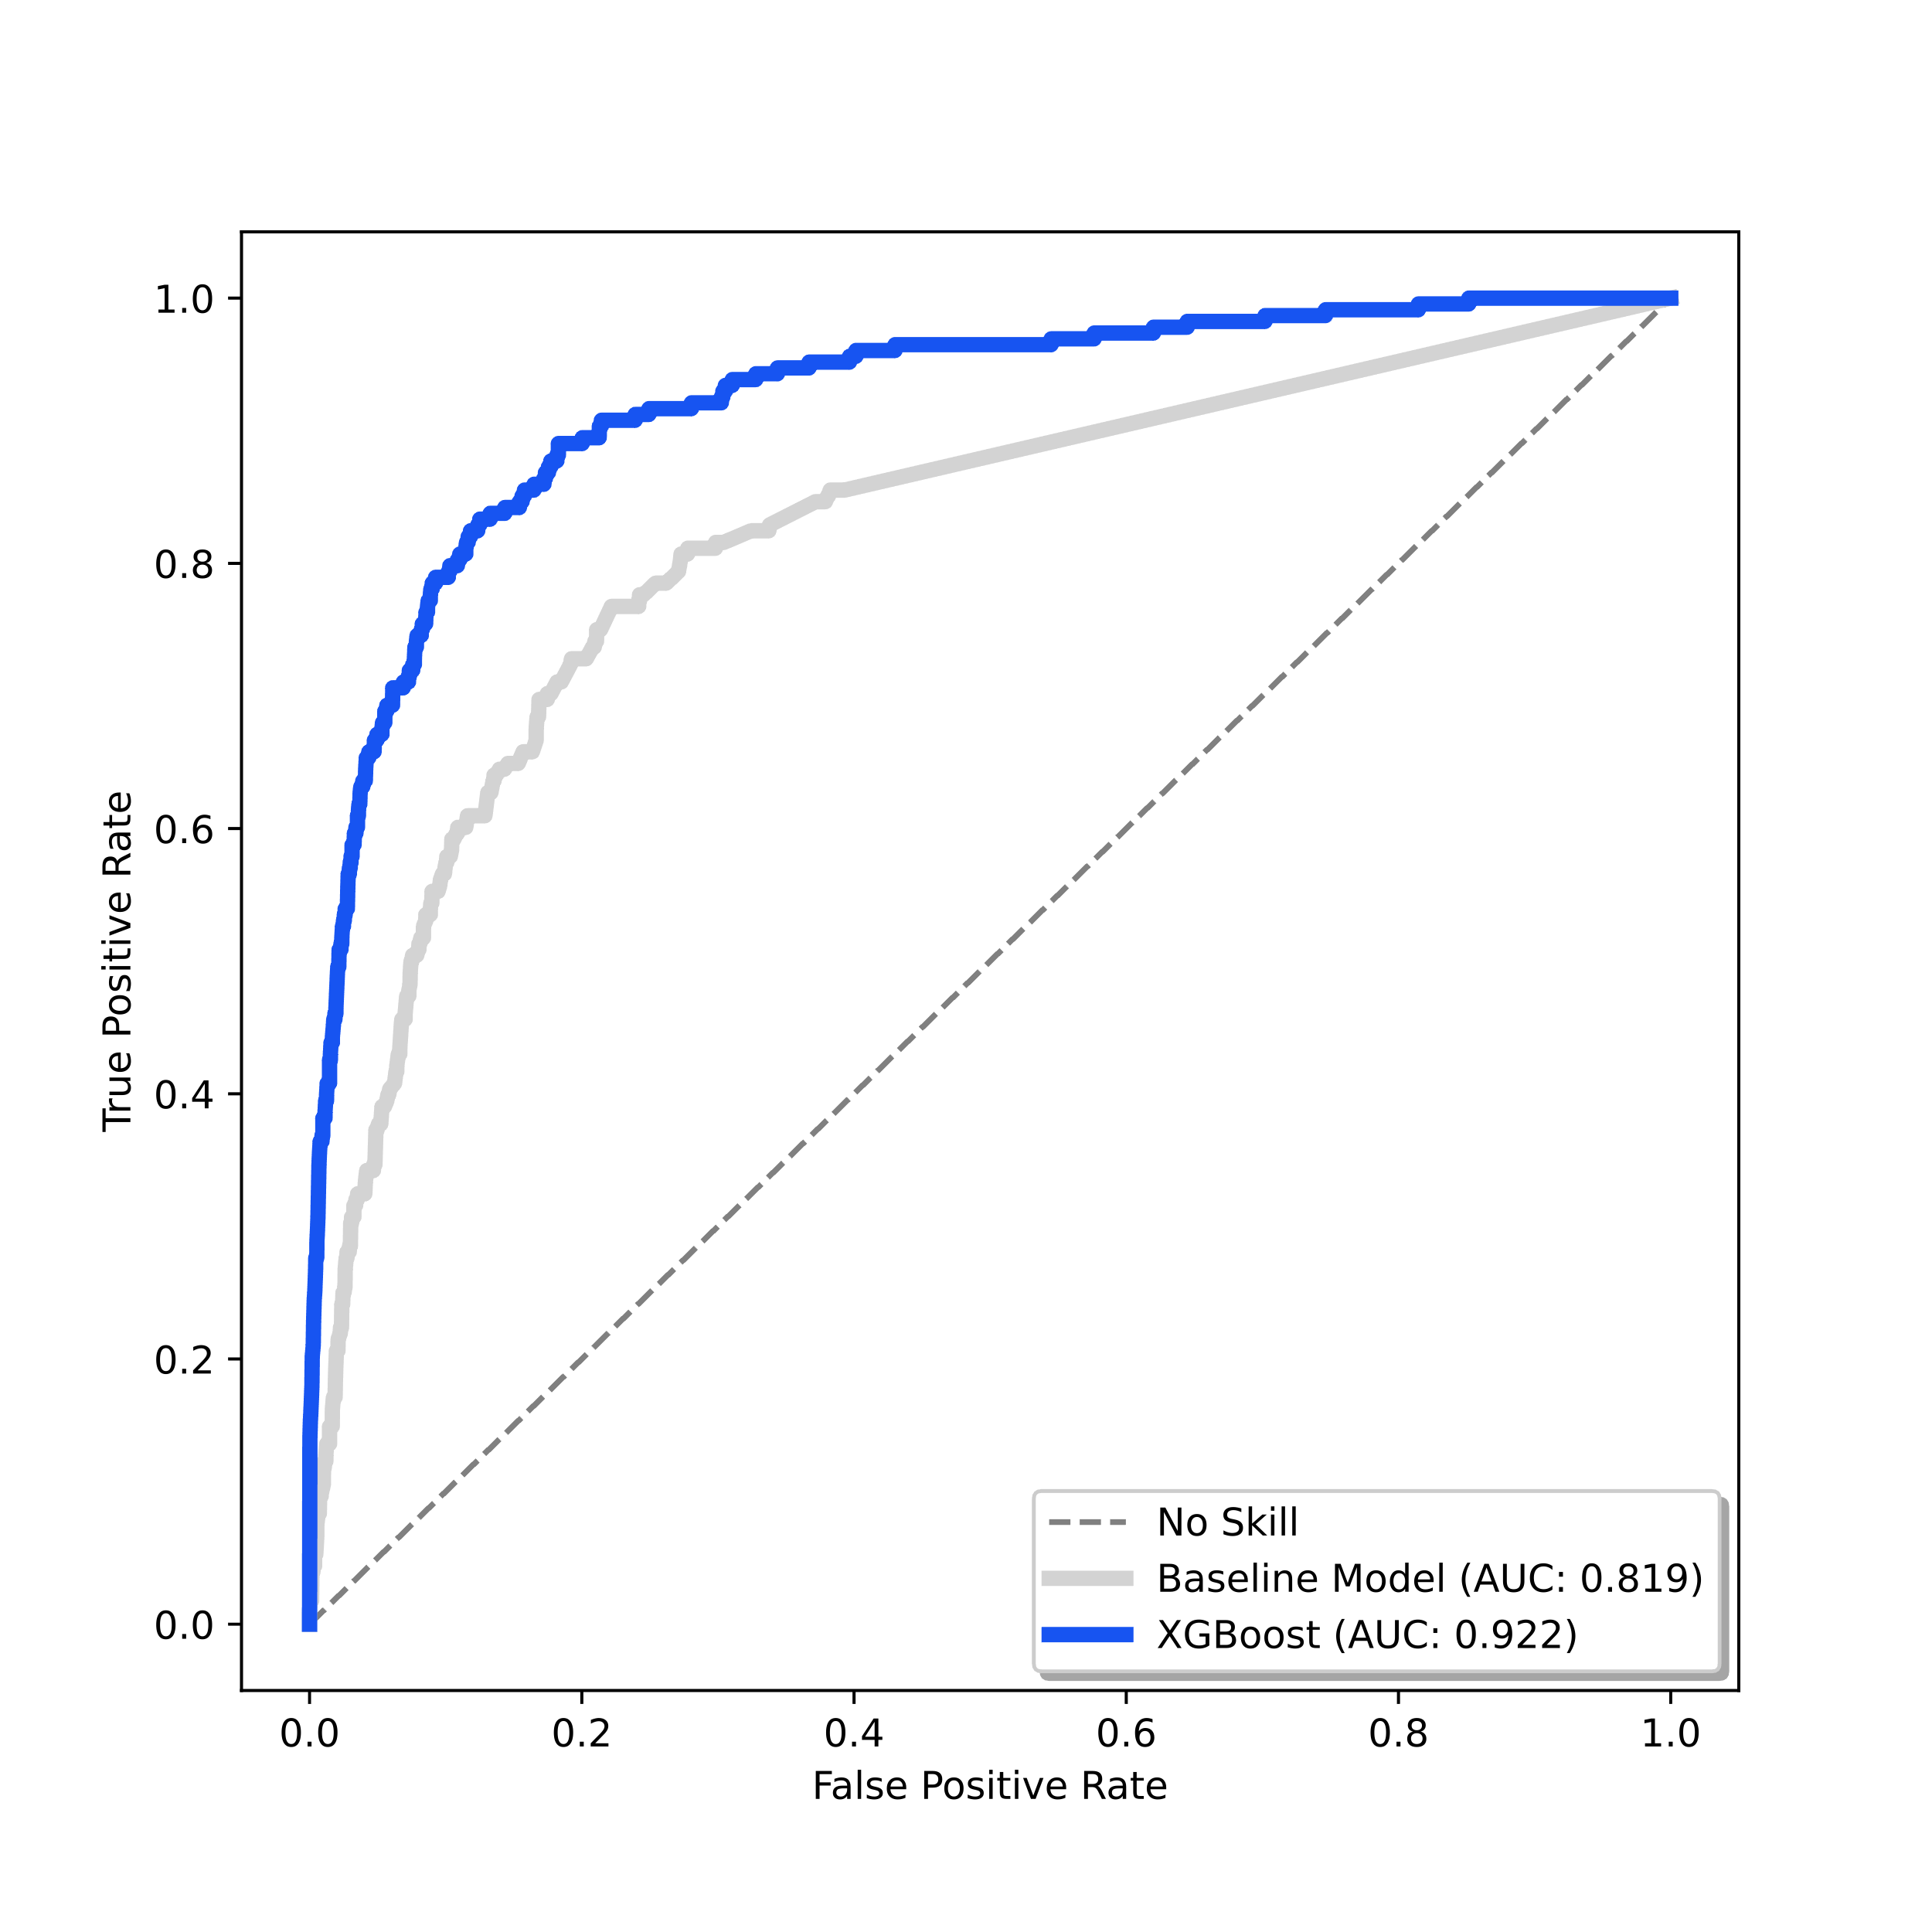 1.0
0.8
0.6
0.4
0.2
0.0
True Positive Rate
No Skill
Baseline Model (AUC: 0.819)
XGBoost (AUC: 0.922)
0.0 0.2 0.4 0.6 0.8 1.0
False Positive Rate